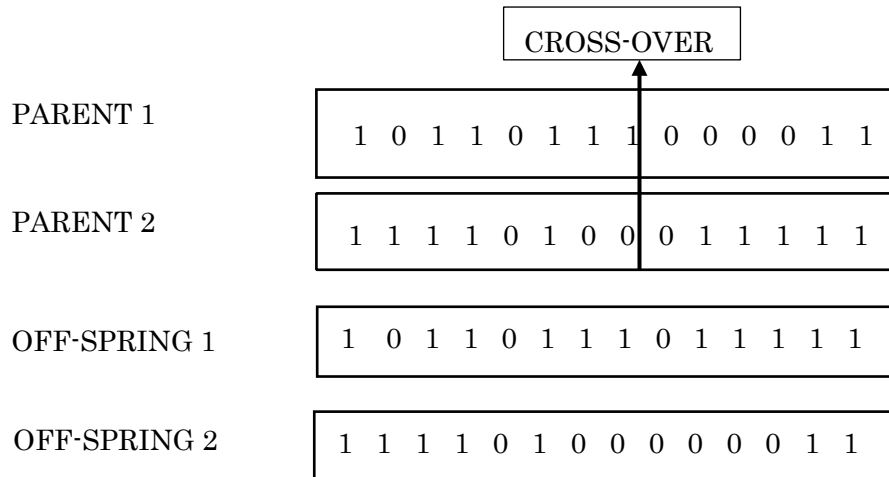 CROSS-OVER
PARENT 1
1 0 1 1 0 1 1 1 0 0 0 0 1 1
PARENT 2
1 1 1 1 0 1 0 0 0 1 1 1 1 1
OFF-SPRING 1
1 0 1 1 0 1 1 1 0 1 1 1 1 1
OFF-SPRING 2
1 1 1 1 0 1 0 0 0 0 0 0 1 1